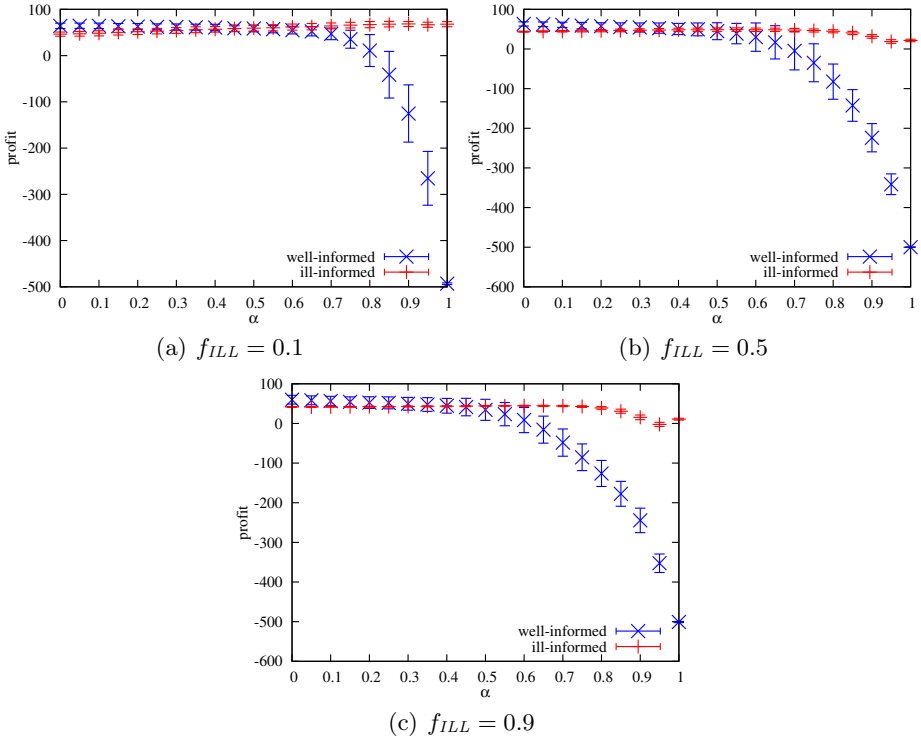 100
0
-100
-200
-300
-400
-500
profit
well-informed
ill-informed
0 0.1 0.2 0.3 0.4 0.5 0.6 0.7 0.8 0.9 1
α
(a) f_ILL = 0.1
100
0
-100
-200
-300
-400
-500
-600
profit
well-informed
ill-informed
0 0.1 0.2 0.3 0.4 0.5 0.6 0.7 0.8 0.9 1
α
(b) f_ILL = 0.5
100
0
-100
-200
-300
-400
-500
-600
profit
well-informed
ill-informed
0 0.1 0.2 0.3 0.4 0.5 0.6 0.7 0.8 0.9 1
α
(c) f_ILL = 0.9